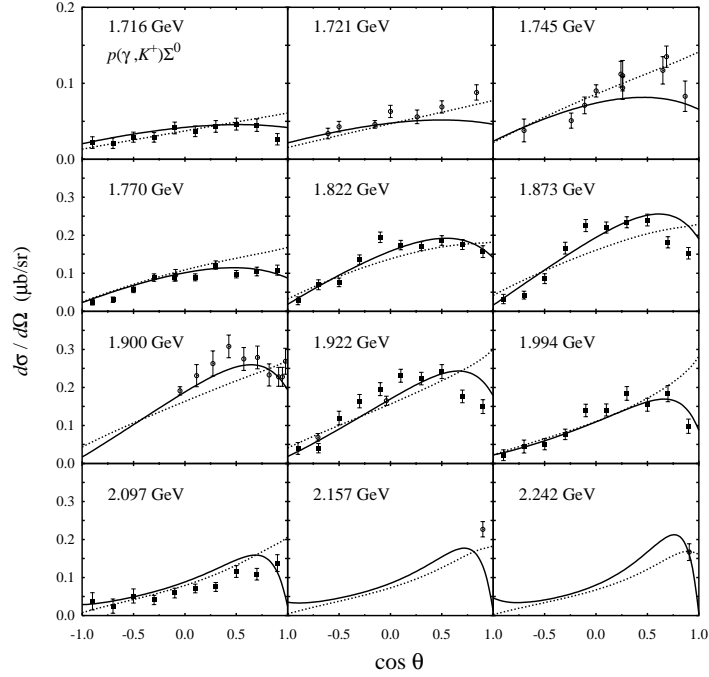 1.716 GeV
p(γ,K⁺)Σ⁰
1.721 GeV
1.745 GeV
0.2
0.1
0.0
1.770 GeV
1.822 GeV
1.873 GeV
0.3
0.2
0.1
0.0
dσ / dΩ (μb/sr)
1.900 GeV
1.922 GeV
1.994 GeV
0.3
0.2
0.1
0.0
2.097 GeV
2.157 GeV
2.242 GeV
0.3
0.2
0.1
0.0
-1.0 -0.5 0.0 0.5 1.0 -0.5 0.0 0.5 1.0 -0.5 0.0 0.5 1.0
cos θ